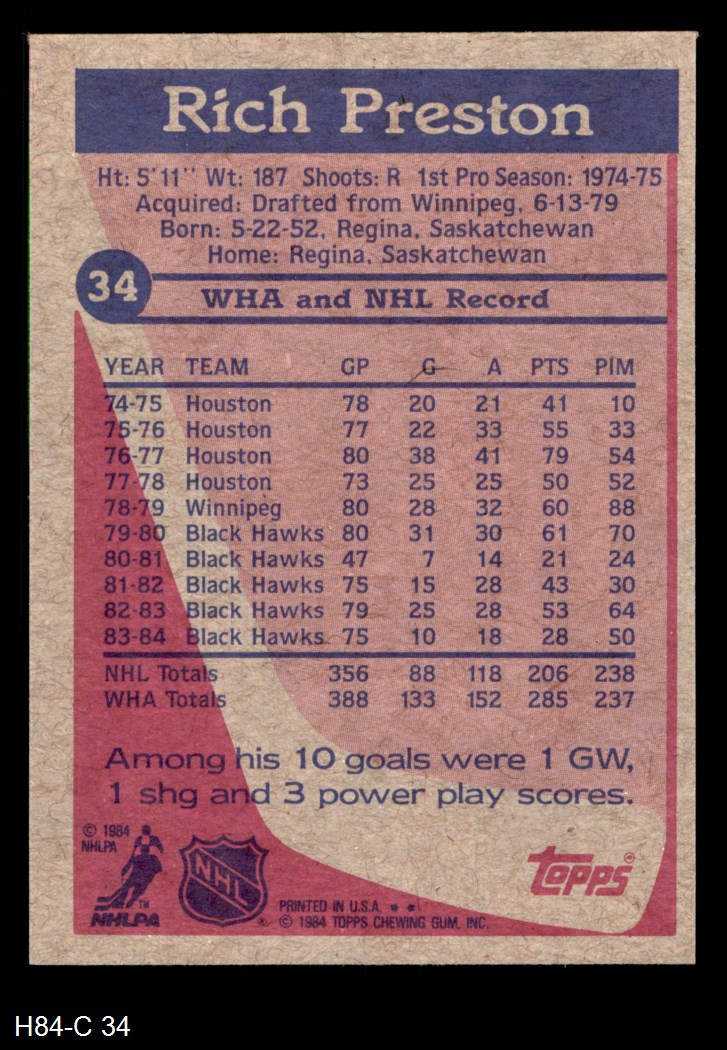 Rich Preston
Ht: 5'11" Wt: 187 Shoots: R 1st Pro Season: 1974-75
Acquired: Drafted from Winnipeg, 6-13-79
Born: 5-22-52, Regina, Saskatchewan
Home: Regina, Saskatchewan
34
WHA and NHL Record
YEAR TEAM GP G A PTS PIM
74-75 Houston 78 20 21 41 10
75-76 Houston 77 22 33 55 33
76-77 Houston 80 38 41 79 54
77-78 Houston 73 25 25 50 52
78-79 Winnipeg 80 28 32 60 88
79-80 Black Hawks 80 31 30 61 70
80-81 Black Hawks 47 7 14 21 24
81-82 Black Hawks 75 15 28 43 30
82-83 Black Hawks 79 25 28 53 64
83-84 Black Hawks 75 10 18 28 50
NHL Totals 356 88 118 206 238
WHA Totals 388 133 152 285 237
Among his 10 goals were 1 GW,
1 shg and 3 power play scores.
© 1984
NHLPA
TM
NHLPA
NHL
®
topps®
PRINTED IN U.S.A. * *
© 1984 TOPPS CHEWING GUM, INC.
H84-C 34